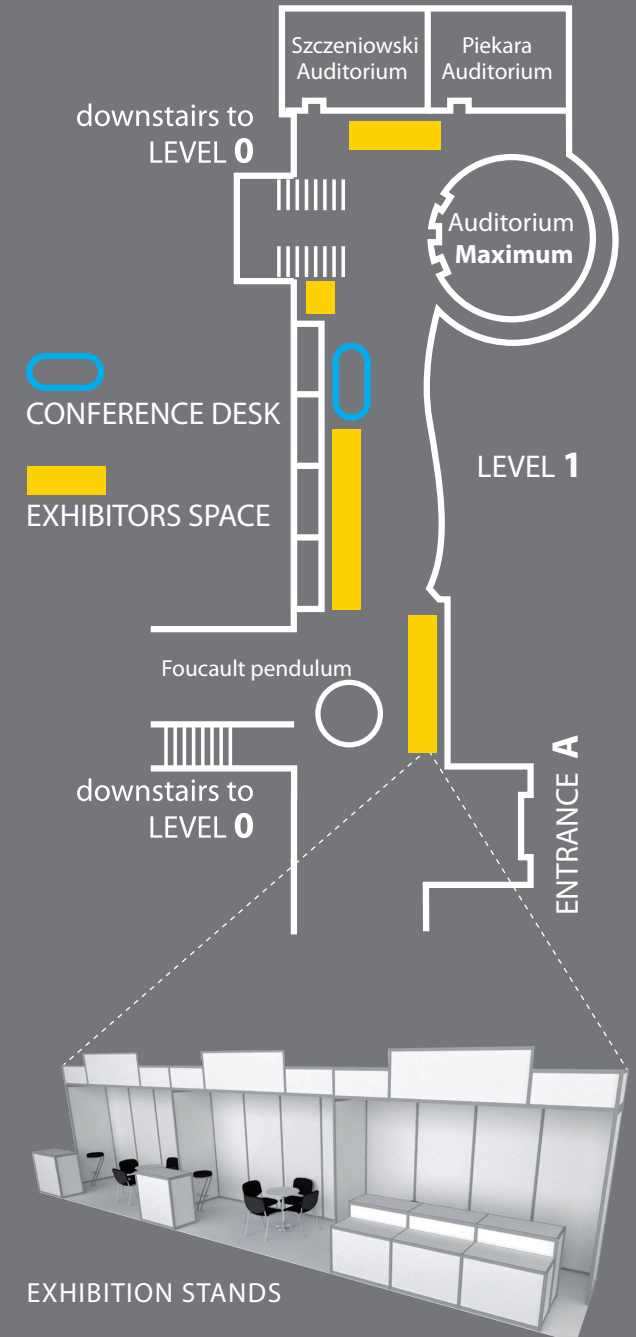 Szczeniowski
Auditorium
Piekara
Auditorium
downstairs to
LEVEL 0
Auditorium
Maximum
CONFERENCE DESK
LEVEL 1
EXHIBITORS SPACE
Foucault pendulum
ENTRANCE A
downstairs to
LEVEL 0
EXHIBITION STANDS